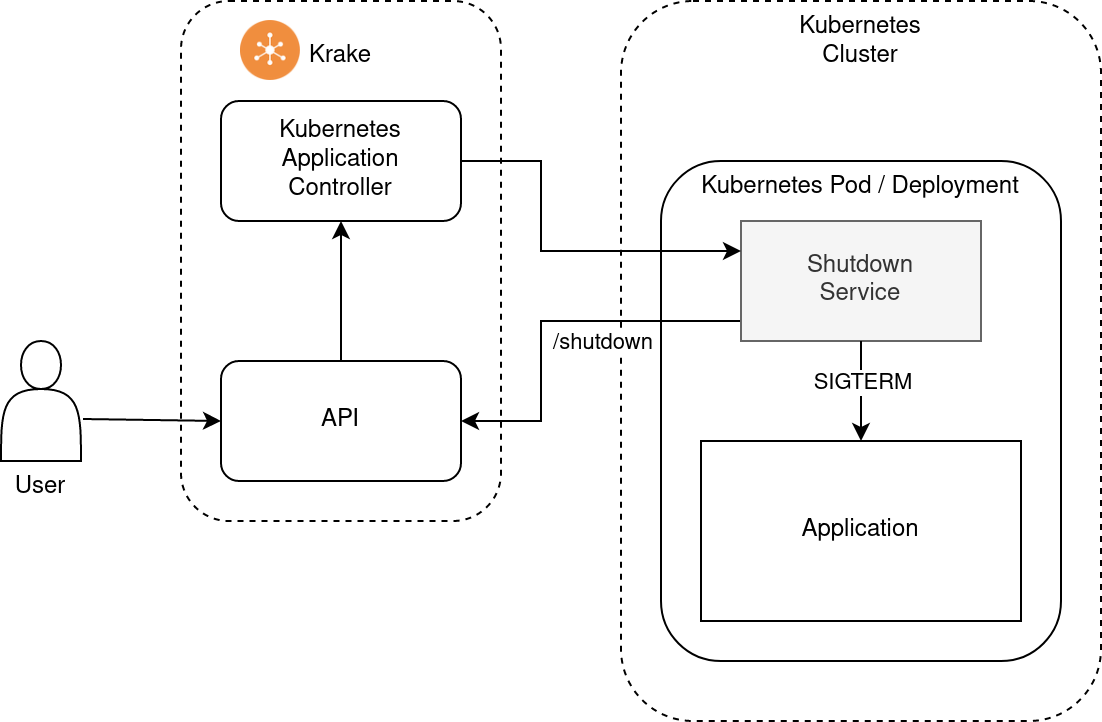 Krake
Kubernetes
Application
Controller
API
User
/shutdown
Kubernetes
Cluster
Kubernetes Pod / Deployment
Shutdown
Service
SIGTERM
Application